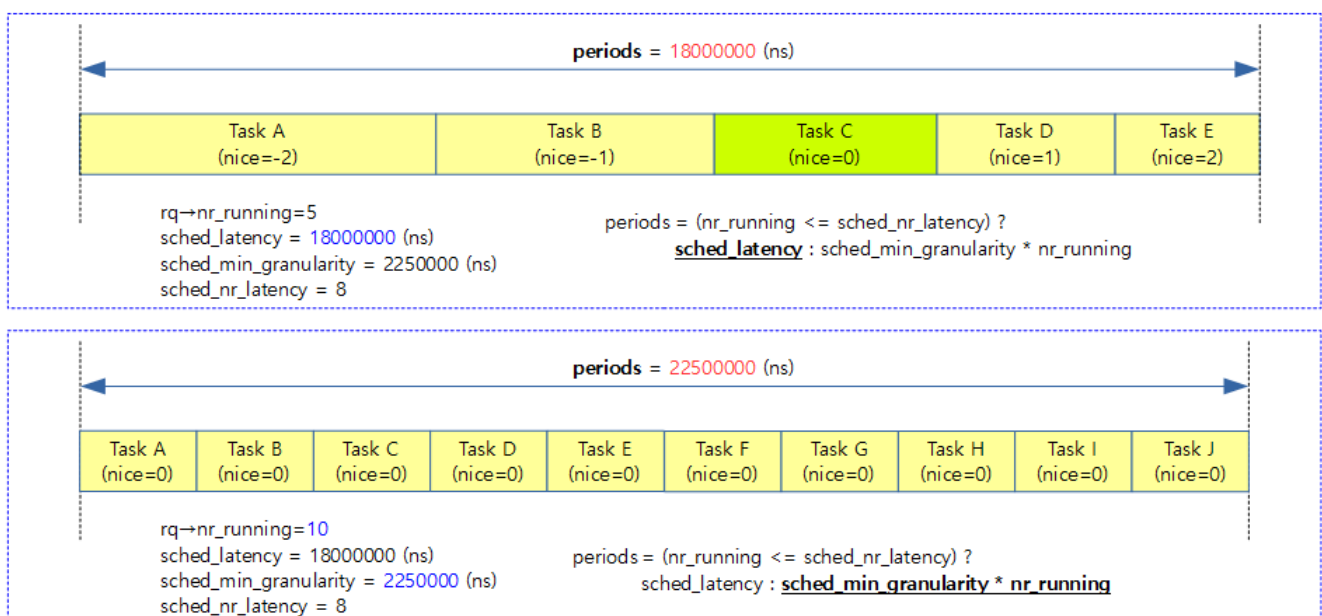 periods = 18000000 (ns)
Task A Task B Task C Task D Task E
(nice=-2) (nice=-1) (nice=0) (nice=1) (nice=2)
rq→nr_running=5
sched_latency = 18000000 (ns)
sched_min_granularity = 2250000 (ns)
sched_nr_latency = 8
periods = (nr_running <= sched_nr_latency) ?
sched_latency : sched_min_granularity * nr_running
periods = 22500000 (ns)
Task A Task B Task C Task D Task E Task F Task G Task H Task I Task J
(nice=0) (nice=0) (nice=0) (nice=0) (nice=0) (nice=0) (nice=0) (nice=0) (nice=0) (nice=0)
rq→nr_running=10
sched_latency = 18000000 (ns)
sched_min_granularity = 2250000 (ns)
sched_nr_latency = 8
periods = (nr_running <= sched_nr_latency) ?
sched_latency : sched_min_granularity * nr_running